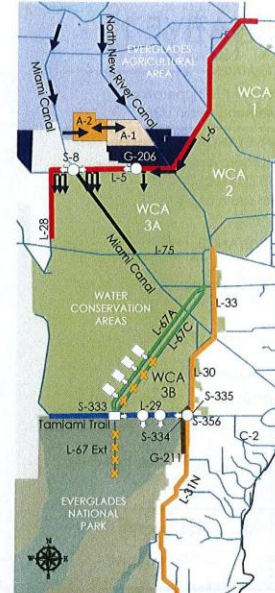 North New
River Canal
Miami Canal
EVERGLADES
AGRICULTURAL
AREA
WCA
1
A-2
A-1
L-6
S-8
G-206
L-5
WCA
2
WCA
3A
L-28
Miami Canal
L-75
WATER
CONSERVATION
AREAS
L-67A
L-67C
L-33
L-30
WCA
3B
S-335
S-333
L-29
S-356
Tamiami Trail
S-334
C-2
L-67 Ext
G-211
L-31N
EVERGLADES
NATIONAL
PARK
N